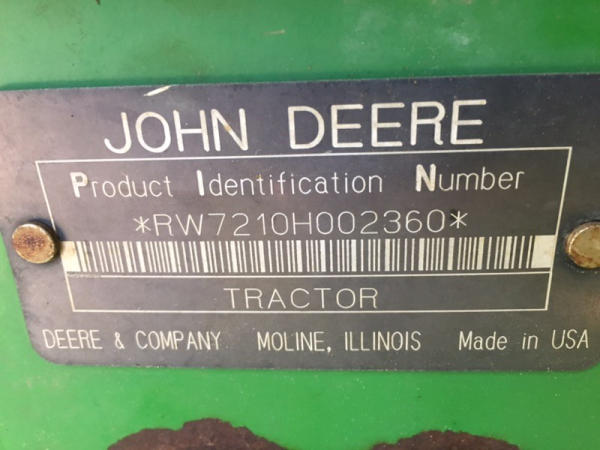 JOHN DEERE
Product Identification Number
*RW7210H002360*
TRACTOR
DEERE & COMPANY MOLINE, ILLINOIS Made in USA